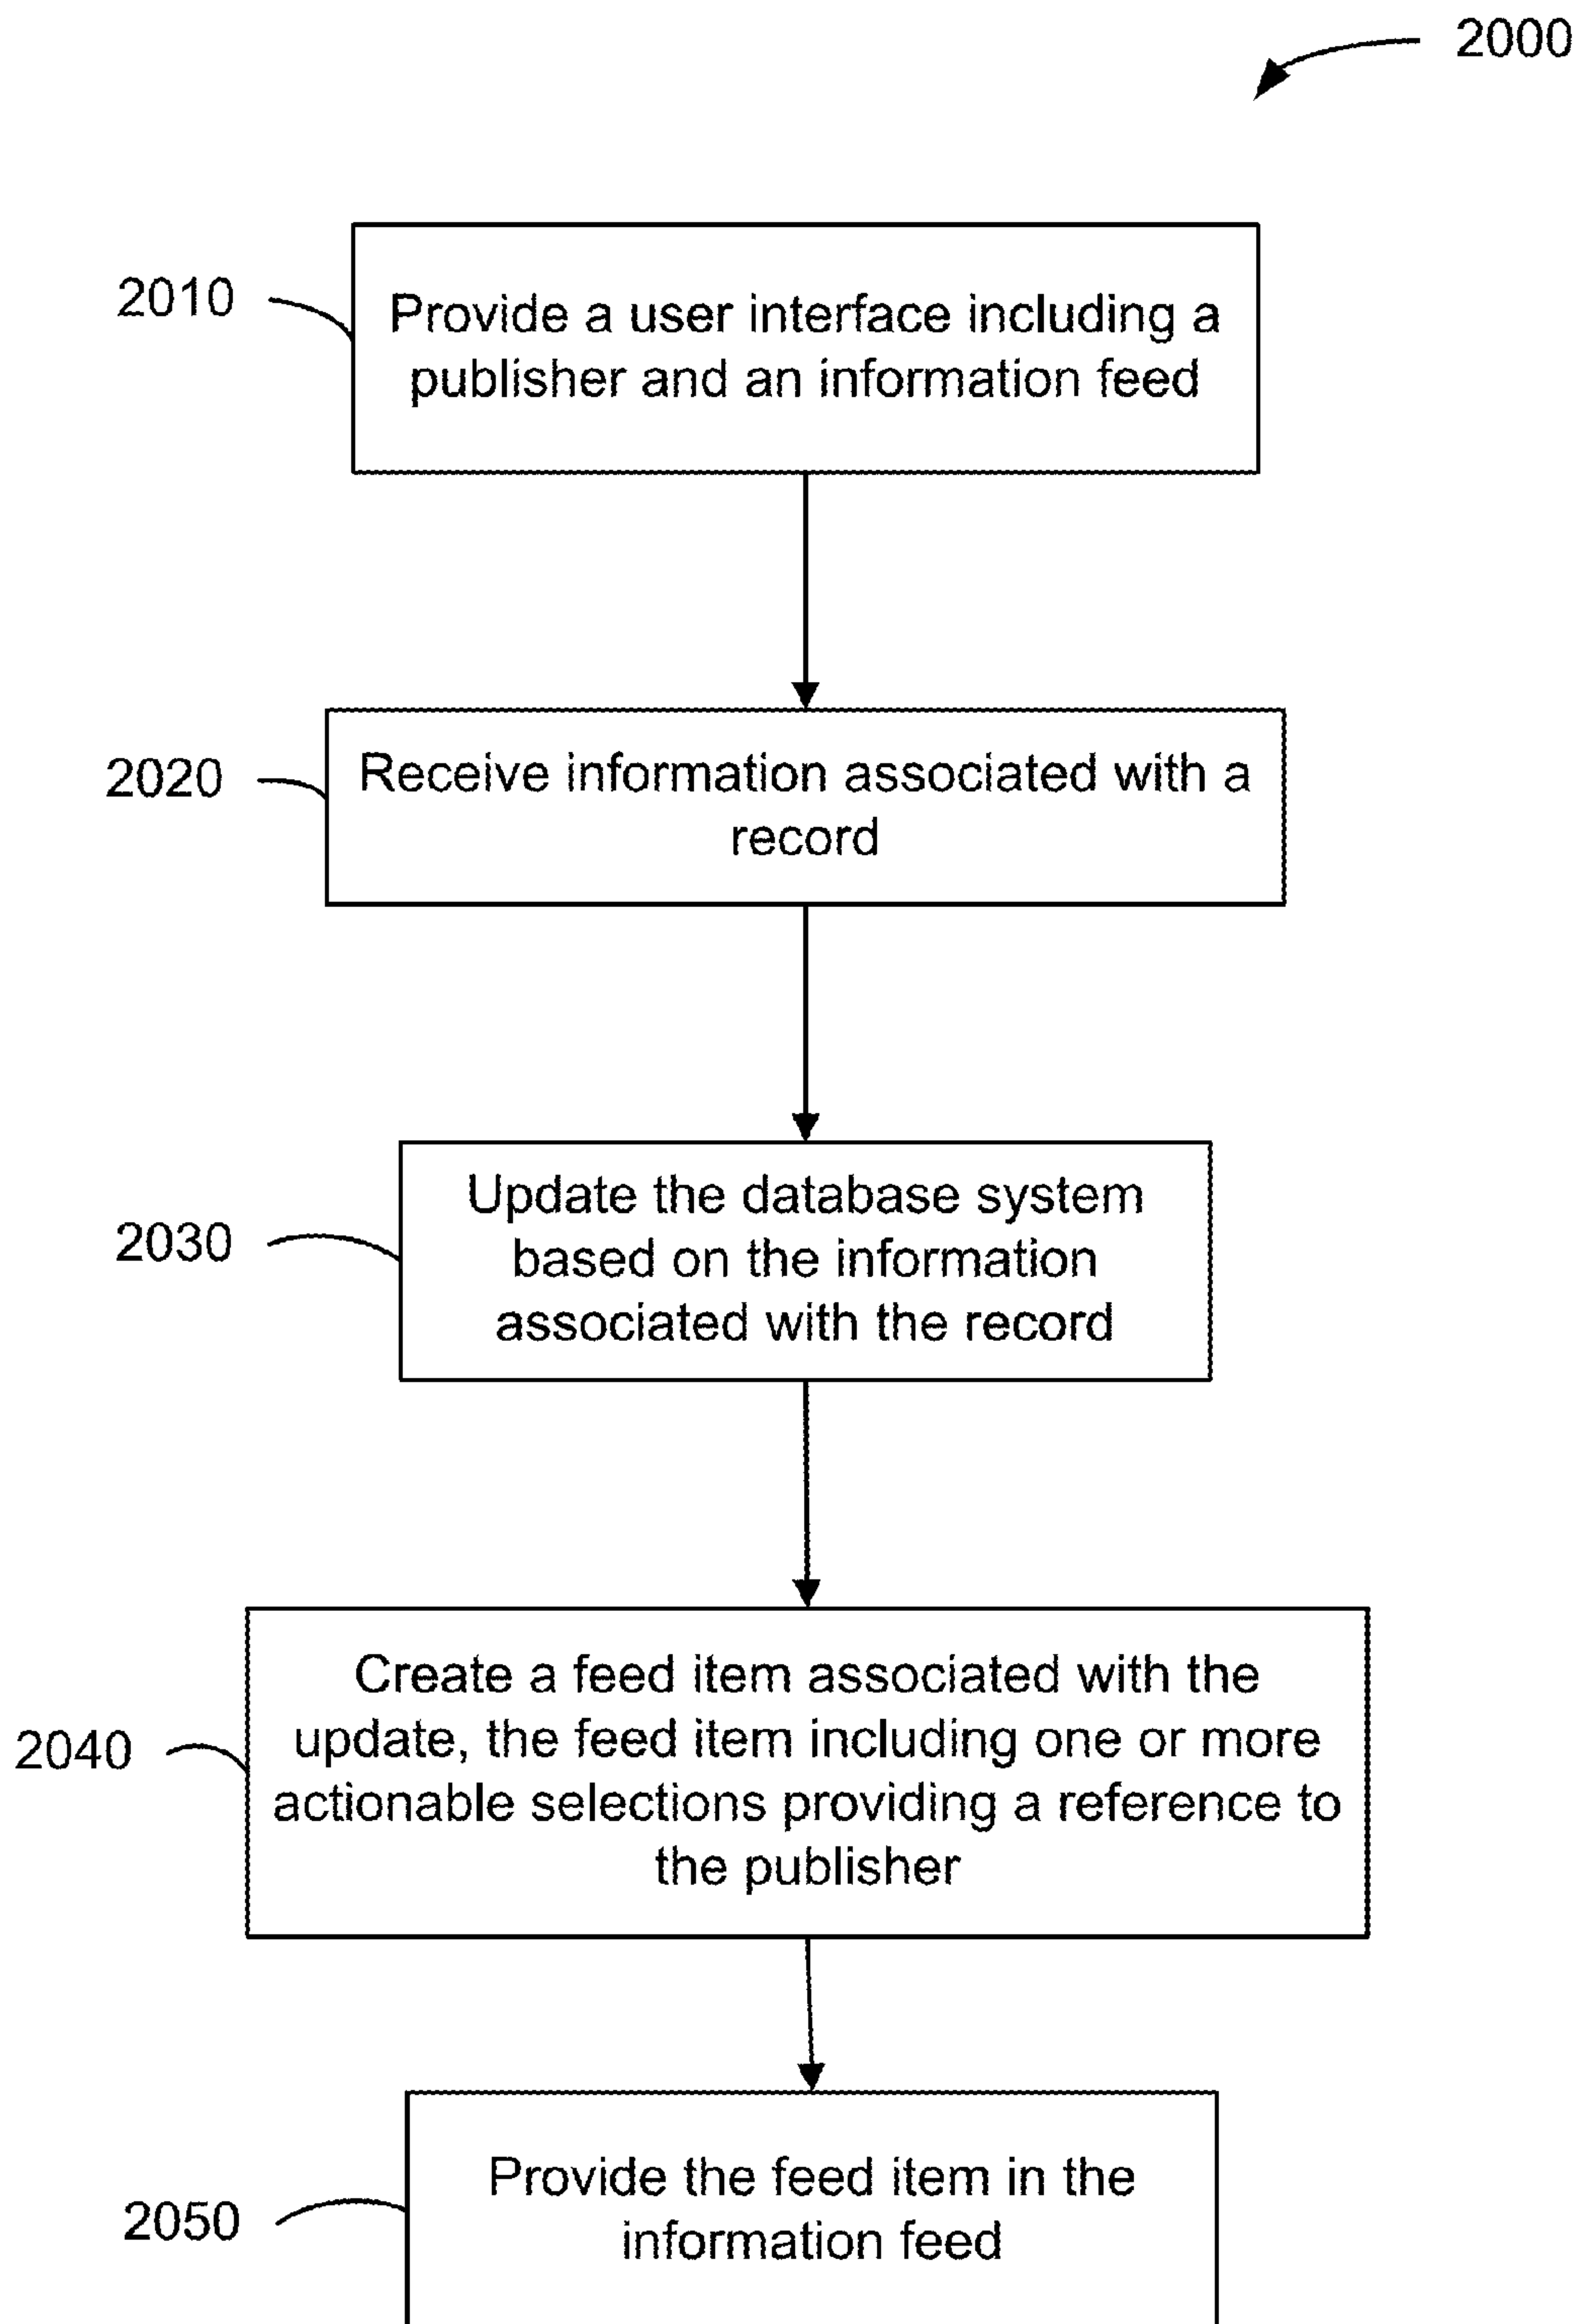 2000
2010
Provide a user interface including a
publisher and an information feed
2020
Receive information associated with a
record
2030
Update the database system
based on the information
associated with the record
2040
Create a feed item associated with the
update, the feed item including one or more
actionable selections providing a reference to
the publisher
2050
Provide the feed item in the
information feed